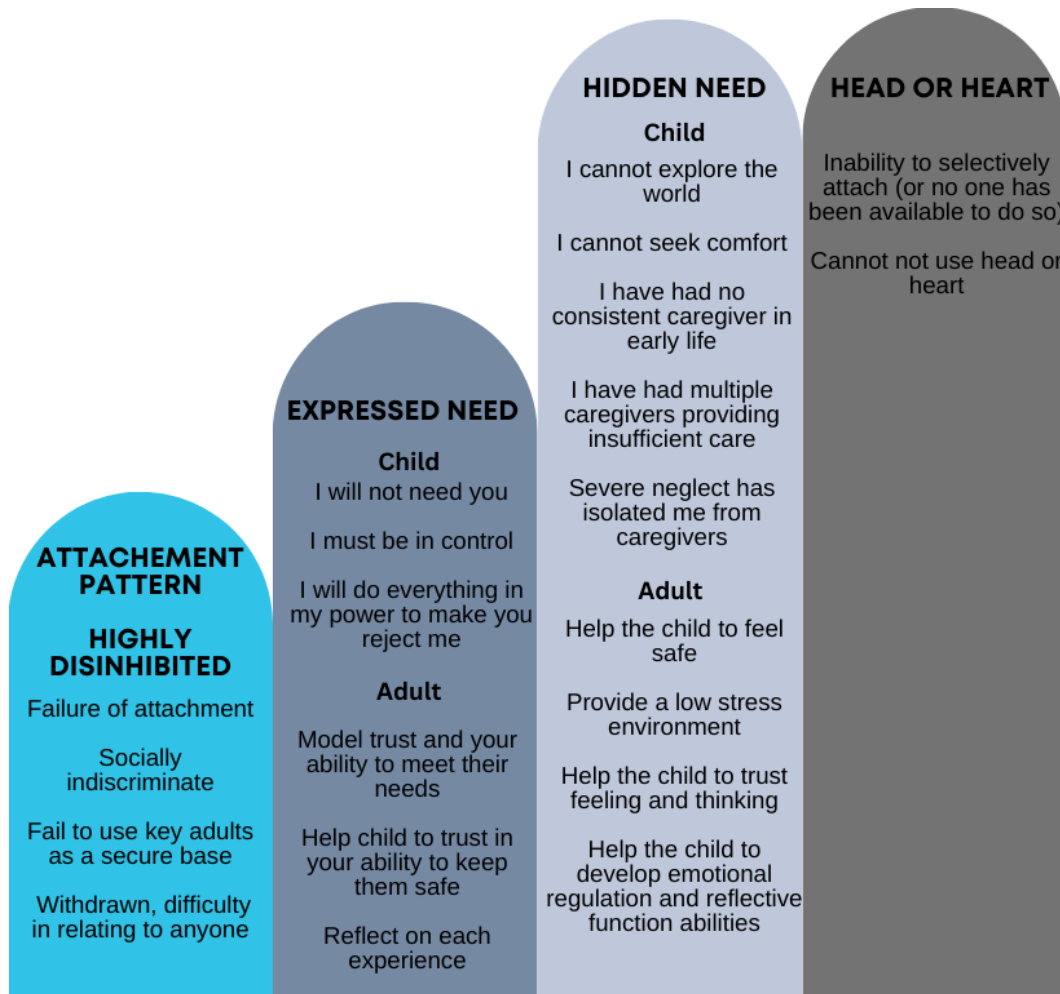 ATTACHEMENT
PATTERN
HIGHLY
DISINHIBITED
Failure of attachment
Socially
indiscriminate
Fail to use key adults
as a secure base
Withdrawn, difficulty
in relating to anyone
EXPRESSED NEED
Child
I will not need you
I must be in control
I will do everything in
my power to make you
reject me
Adult
Model trust and your
ability to meet their
needs
Help child to trust in
your ability to keep
them safe
Reflect on each
experience
HIDDEN NEED
Child
I cannot explore the
world
I cannot seek comfort
I have had no
consistent caregiver in
early life
I have had multiple
caregivers providing
insufficient care
Severe neglect has
isolated me from
caregivers
Adult
Help the child to feel
safe
Provide a low stress
environment
Help the child to trust
feeling and thinking
Help the child to
develop emotional
regulation and reflective
function abilities
HEAD OR HEART
Inability to selectively
attach (or no one has
been available to do so)
Cannot not use head or
heart